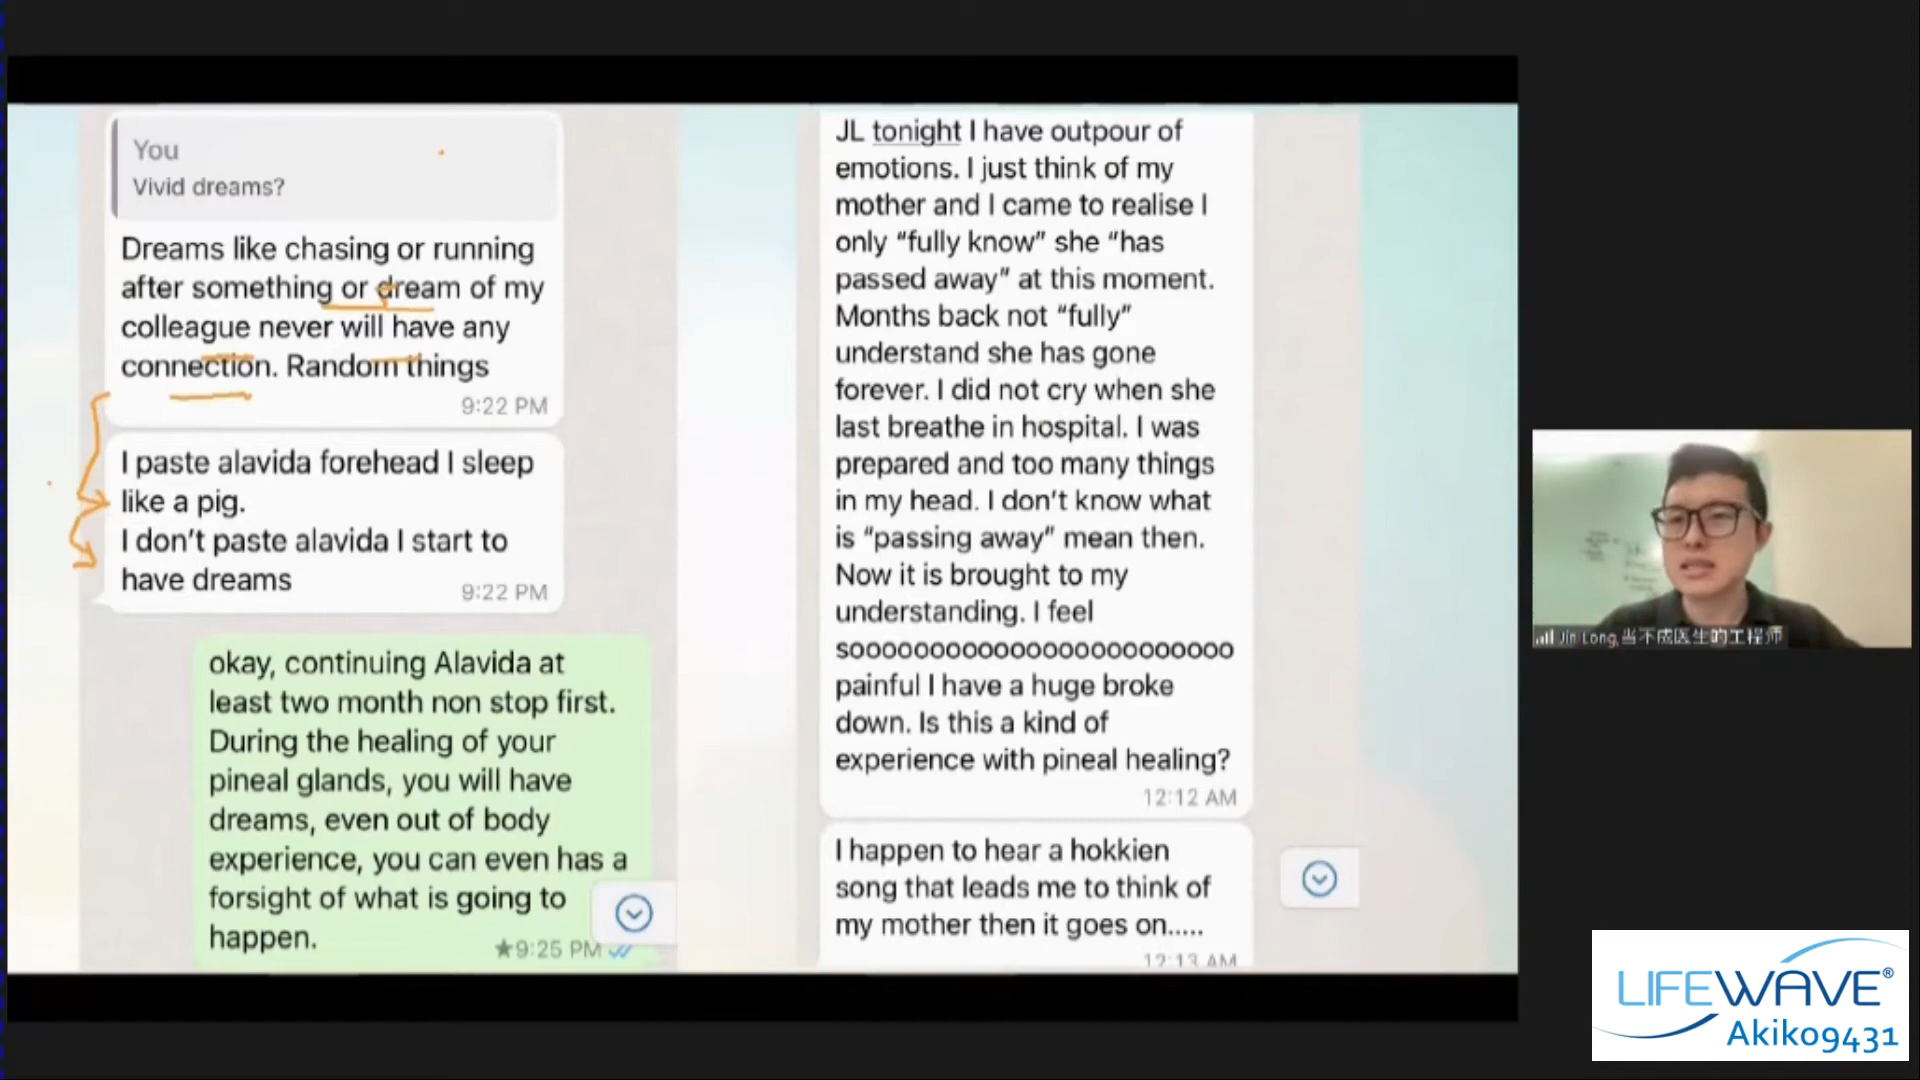 You
Vivid dreams?
Dreams like chasing or running
after something or dream of my
colleague never will have any
connection. Random things
9:22 PM
I paste alavida forehead I sleep
like a pig.
I don't paste alavida I start to
have dreams
9:22 PM
okay, continuing Alavida at
least two month non stop first.
During the healing of your
pineal glands, you will have
dreams, even out of body
experience, you can even has a
forsight of what is going to
happen.
★9:25 PM
JL tonight I have outpour of
emotions. I just think of my
mother and I came to realise I
only “fully know” she “has
passed away” at this moment.
Months back not “fully”
understand she has gone
forever. I did not cry when she
last breathe in hospital. I was
prepared and too many things
in my head. I don't know what
is “passing away” mean then.
Now it is brought to my
understanding. I feel
sooooooooooooooooooooooooo
painful I have a huge broke
down. Is this a kind of
experience with pineal healing?
12:12 AM
I happen to hear a hokkien
song that leads me to think of
my mother then it goes on.....
12:13 AM
Jin Long,当不成医生的工程师
LIFEWAVE®
Akiko9431